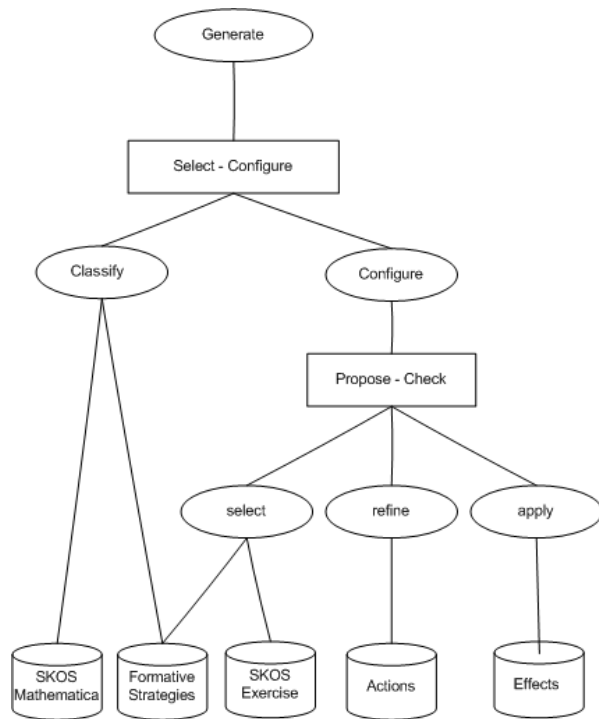 Generate
Select - Configure
Classify
Configure
Propose - Check
select
refine
apply
SKOS
Mathematica
Formative
Strategies
SKOS
Exercise
Actions
Effects